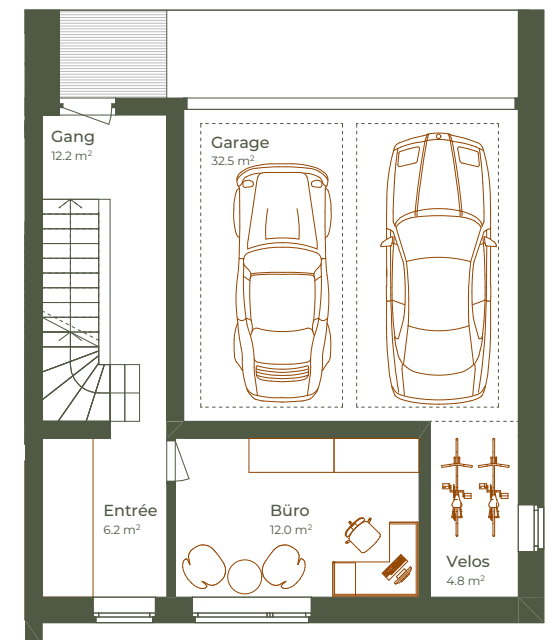 Gang
12.2 m²
Garage
32.5 m²
Entrée
6.2 m²
Büro
12.0 m²
Velos
4.8 m²